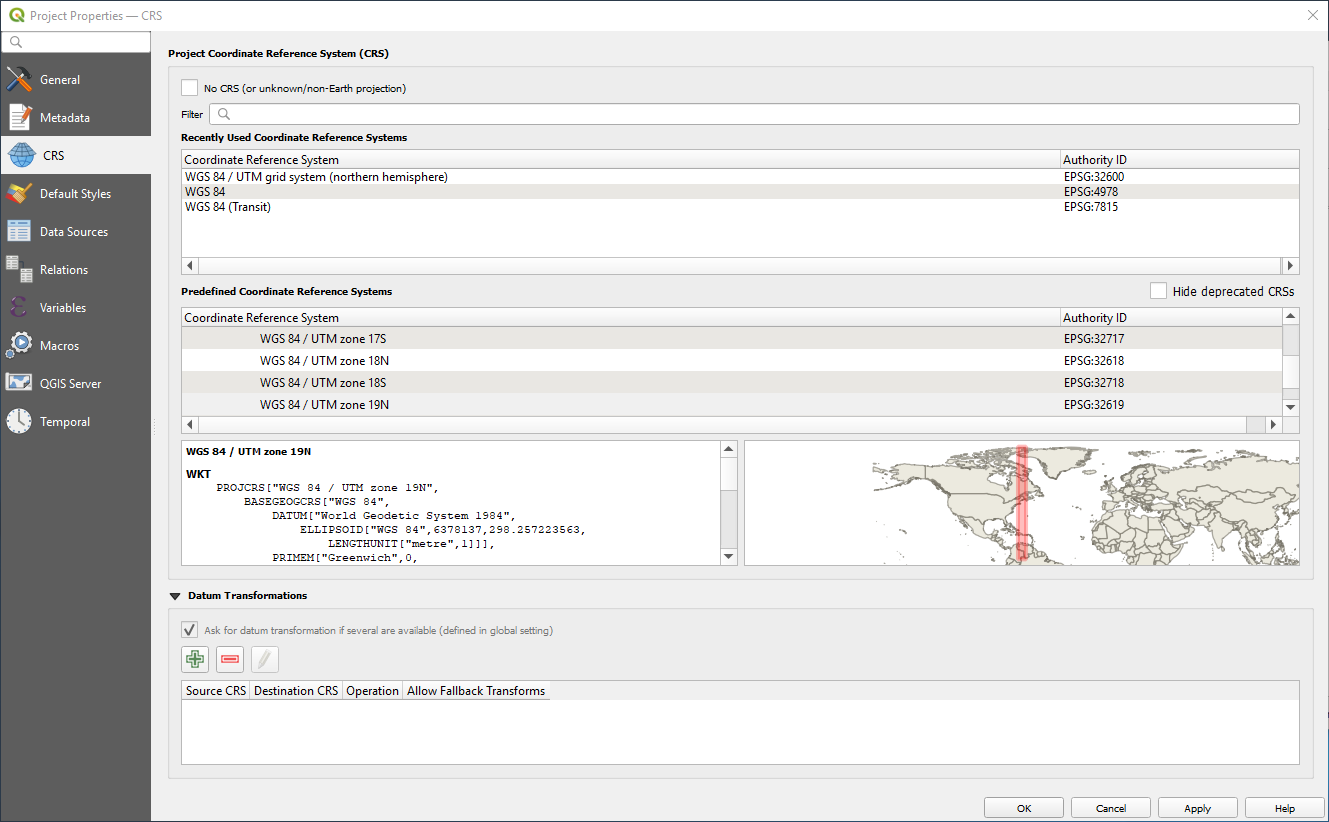 Project Properties — CRS
General
Metadata
CRS
Default Styles
Data Sources
Relations
Variables
Macros
QGIS Server
Temporal
Project Coordinate Reference System (CRS)
No CRS (or unknown/non-Earth projection)
Filter
Recently Used Coordinate Reference Systems
Coordinate Reference System Authority ID
WGS 84 / UTM grid system (northern hemisphere) EPSG:32600
WGS 84 EPSG:4978
WGS 84 (Transit) EPSG:7815
Predefined Coordinate Reference Systems Hide deprecated CRSs
Coordinate Reference System Authority ID
WGS 84 / UTM zone 17S EPSG:32717
WGS 84 / UTM zone 18N EPSG:32618
WGS 84 / UTM zone 18S EPSG:32718
WGS 84 / UTM zone 19N EPSG:32619
WGS 84 / UTM zone 19N
WKT
PROJCRS["WGS 84 / UTM zone 19N",
BASEGEOGCRS["WGS 84",
DATUM["World Geodetic System 1984",
ELLIPSOID["WGS 84",6378137,298.257223563,
LENGTHUNIT["metre",1]]],
PRIMEM["Greenwich",0,
Datum Transformations
Ask for datum transformation if several are available (defined in global setting)
Source CRS Destination CRS Operation Allow Fallback Transforms
OK Cancel Apply Help